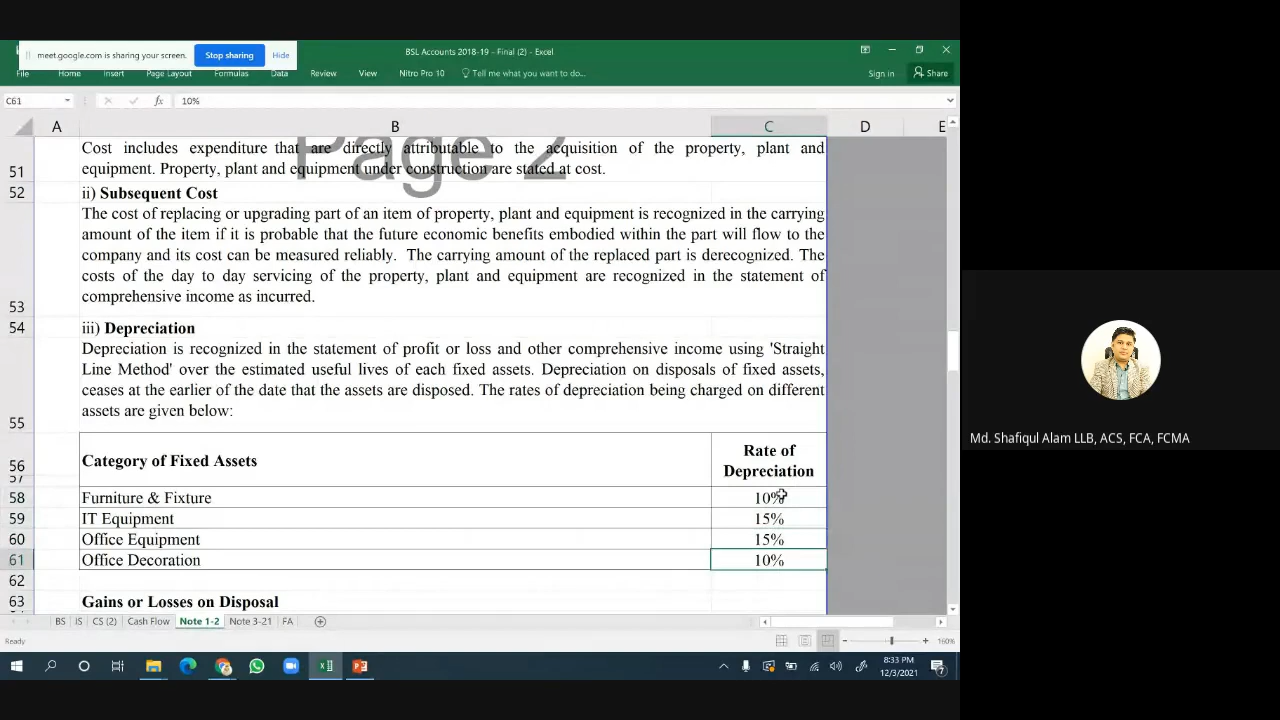 meet.google.com is sharing your screen.
Stop sharing
Hide
BSL Accounts 2018-19 - Final (2) - Excel
File Home Insert Page Layout Formulas Data Review View Nitro Pro 10 Tell me what you want to do...
Sign in Share
C61 fx 10%
A B C D E
Page 2
51 Cost includes expenditure that are directly attributable to the acquisition of the property, plant and
equipment. Property, plant and equipment under construction are stated at cost.
52 ii) Subsequent Cost
53 The cost of replacing or upgrading part of an item of property, plant and equipment is recognized in the carrying
amount of the item if it is probable that the future economic benefits embodied within the part will flow to the
company and its cost can be measured reliably. The carrying amount of the replaced part is derecognized. The
costs of the day to day servicing of the property, plant and equipment are recognized in the statement of
comprehensive income as incurred.
54 iii) Depreciation
55 Depreciation is recognized in the statement of profit or loss and other comprehensive income using 'Straight
Line Method' over the estimated useful lives of each fixed assets. Depreciation on disposals of fixed assets,
ceases at the earlier of the date that the assets are disposed. The rates of depreciation being charged on different
assets are given below:
56 Category of Fixed Assets Rate of
Depreciation
57
58 Furniture & Fixture 10%
59 IT Equipment 15%
60 Office Equipment 15%
61 Office Decoration 10%
62
63 Gains or Losses on Disposal
BS IS CS (2) Cash Flow Note 1-2 Note 3-21 FA
Ready 160%
8:33 PM
12/3/2021
Md. Shafiqul Alam LLB, ACS, FCA, FCMA